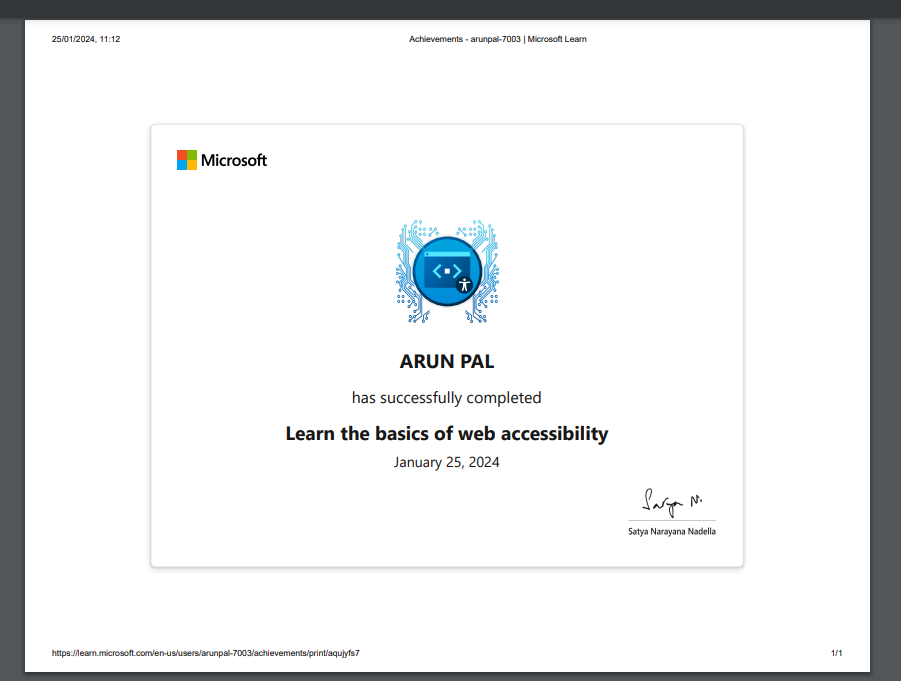 25/01/2024, 11:12 Achievements - arunpal-7003 | Microsoft Learn
Microsoft
ARUN PAL
has successfully completed
Learn the basics of web accessibility
January 25, 2024
Satya N.
Satya Narayana Nadella
https://learn.microsoft.com/en-us/users/arunpal-7003/achievements/print/aqujyfs7 1/1